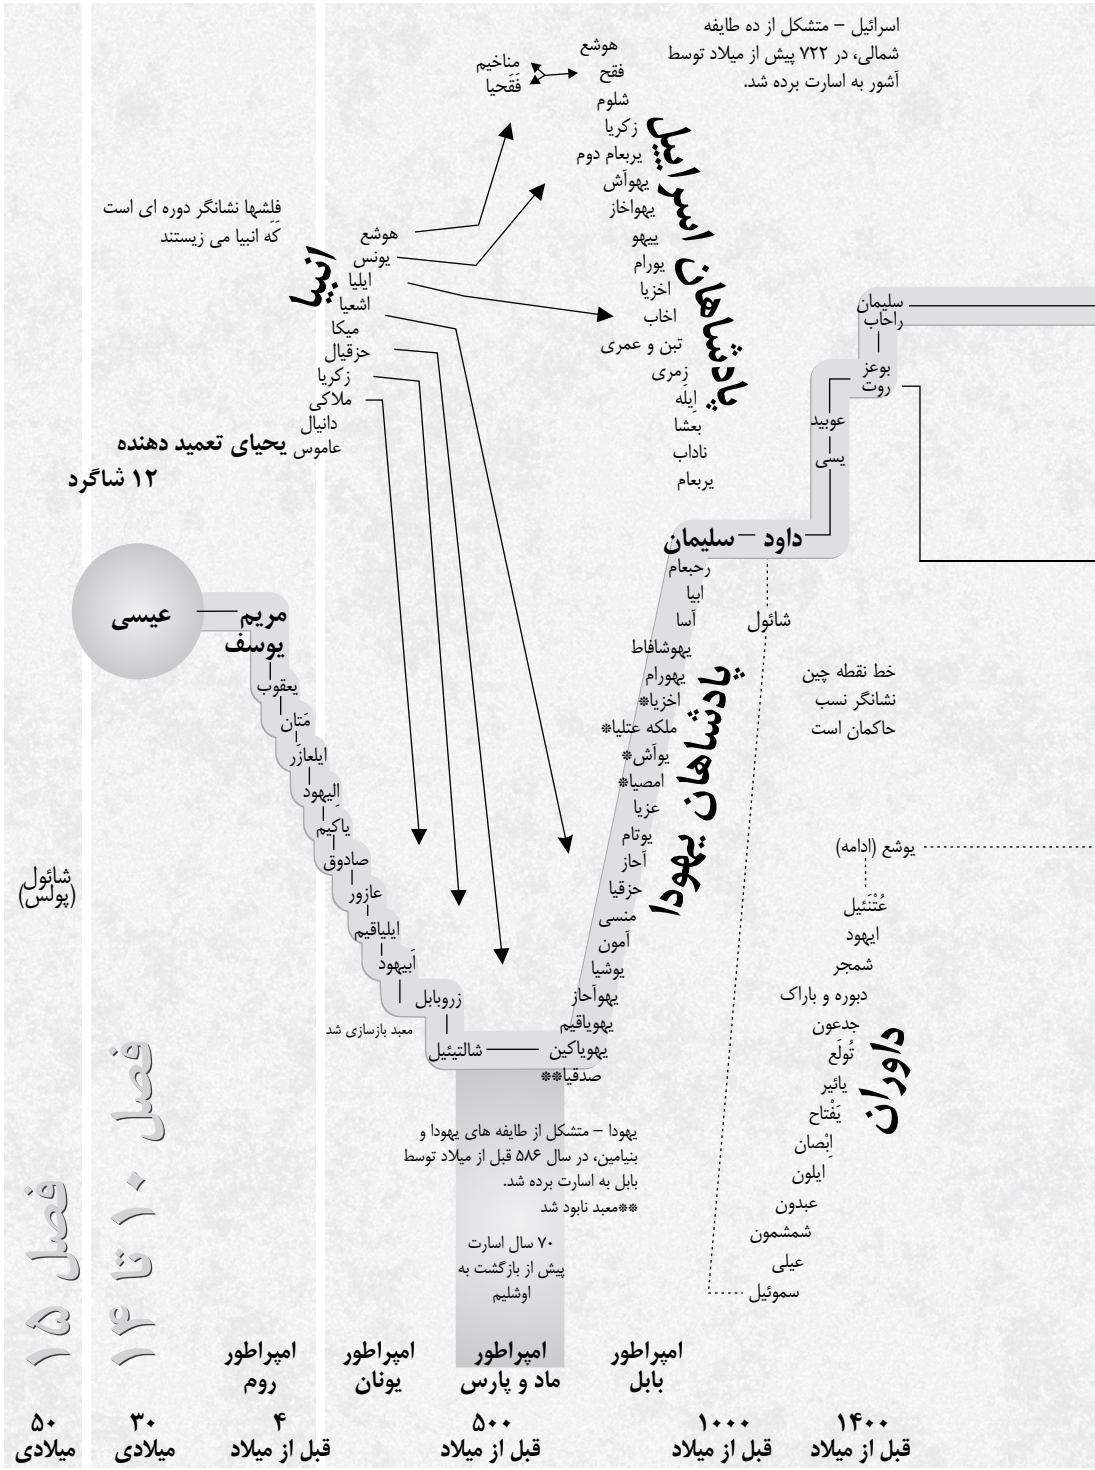 اسرائیل – متشکل از ده طایفه
شمالی، در ۷۲۲ پیش از میلاد توسط
آشور به اسارت برده شد.
هوشع
فقح
شلوم
زکریا
یربعام دوم
یهوآش
یهواخاز
ییهو
یورام
اخزیا
اخاب
تبن و عمری
زمری
اِیلَه
بعشا
ناداب
یربعام
پادشاهان اسراییل
مناخیم
فَقَحیا
سلیمان
راحاب
بوعز
روت
عوبید
یسی
داود – سلیمان
شائول
خط نقطه چین
نشانگر نسب
حاکمان است
رحبعام
ابیا
آسا
یهوشافاط
یهورام
اخزیا*
ملکه عتلیا*
یوآش*
امصیا*
عزیا
یوتام
آحاز
حزقیا
منسی
آمون
یوشیا
یهوآحاز
یهویاقیم
یهویاکین
صدقیا**
پادشاهان یهودا
یوشع (ادامه)
عُتْنَئیل
ایهود
شمجر
دبوره و باراک
جدعون
تُولَع
یائیر
یَفْتاح
اِبْصان
ایلون
عبدون
شمشمون
عیلی
سموئیل
داوران
فلشها نشانگر دوره ای است
که انبیا می زیستند
انبیا
هوشع
یونس
ایلیا
اشعیا
میکا
حزقیال
زکریا
ملاکی
دانیال
عاموس
یحیای تعمید دهنده
۱۲ شاگرد
عیسی
مریم
یوسف
یعقوب
مَتان
ایلعازَر
اِلیهود
یاکیم
صادوق
عازور
ایلیاقیم
اَبیهود
زروبابل
شالتیئیل
معبد بازسازی شد
شائول
(پولس)
یهودا – متشکل از طایفه های یهودا و
بنیامین، در سال ۵۸۶ قبل از میلاد توسط
بابل به اسارت برده شد.
**معبد نابود شد
۷۰ سال اسارت
پیش از بازگشت به
اوشلیم
فصل ۱۰ تا ۱۴
فصل ۱۵
امپراطور
بابل
امپراطور
ماد و پارس
امپراطور
یونان
امپراطور
روم
۱۴۰۰
قبل از میلاد
۱۰۰۰
قبل از میلاد
۵۰۰
قبل از میلاد
۴
قبل از میلاد
۳۰
میلادی
۵۰
میلادی